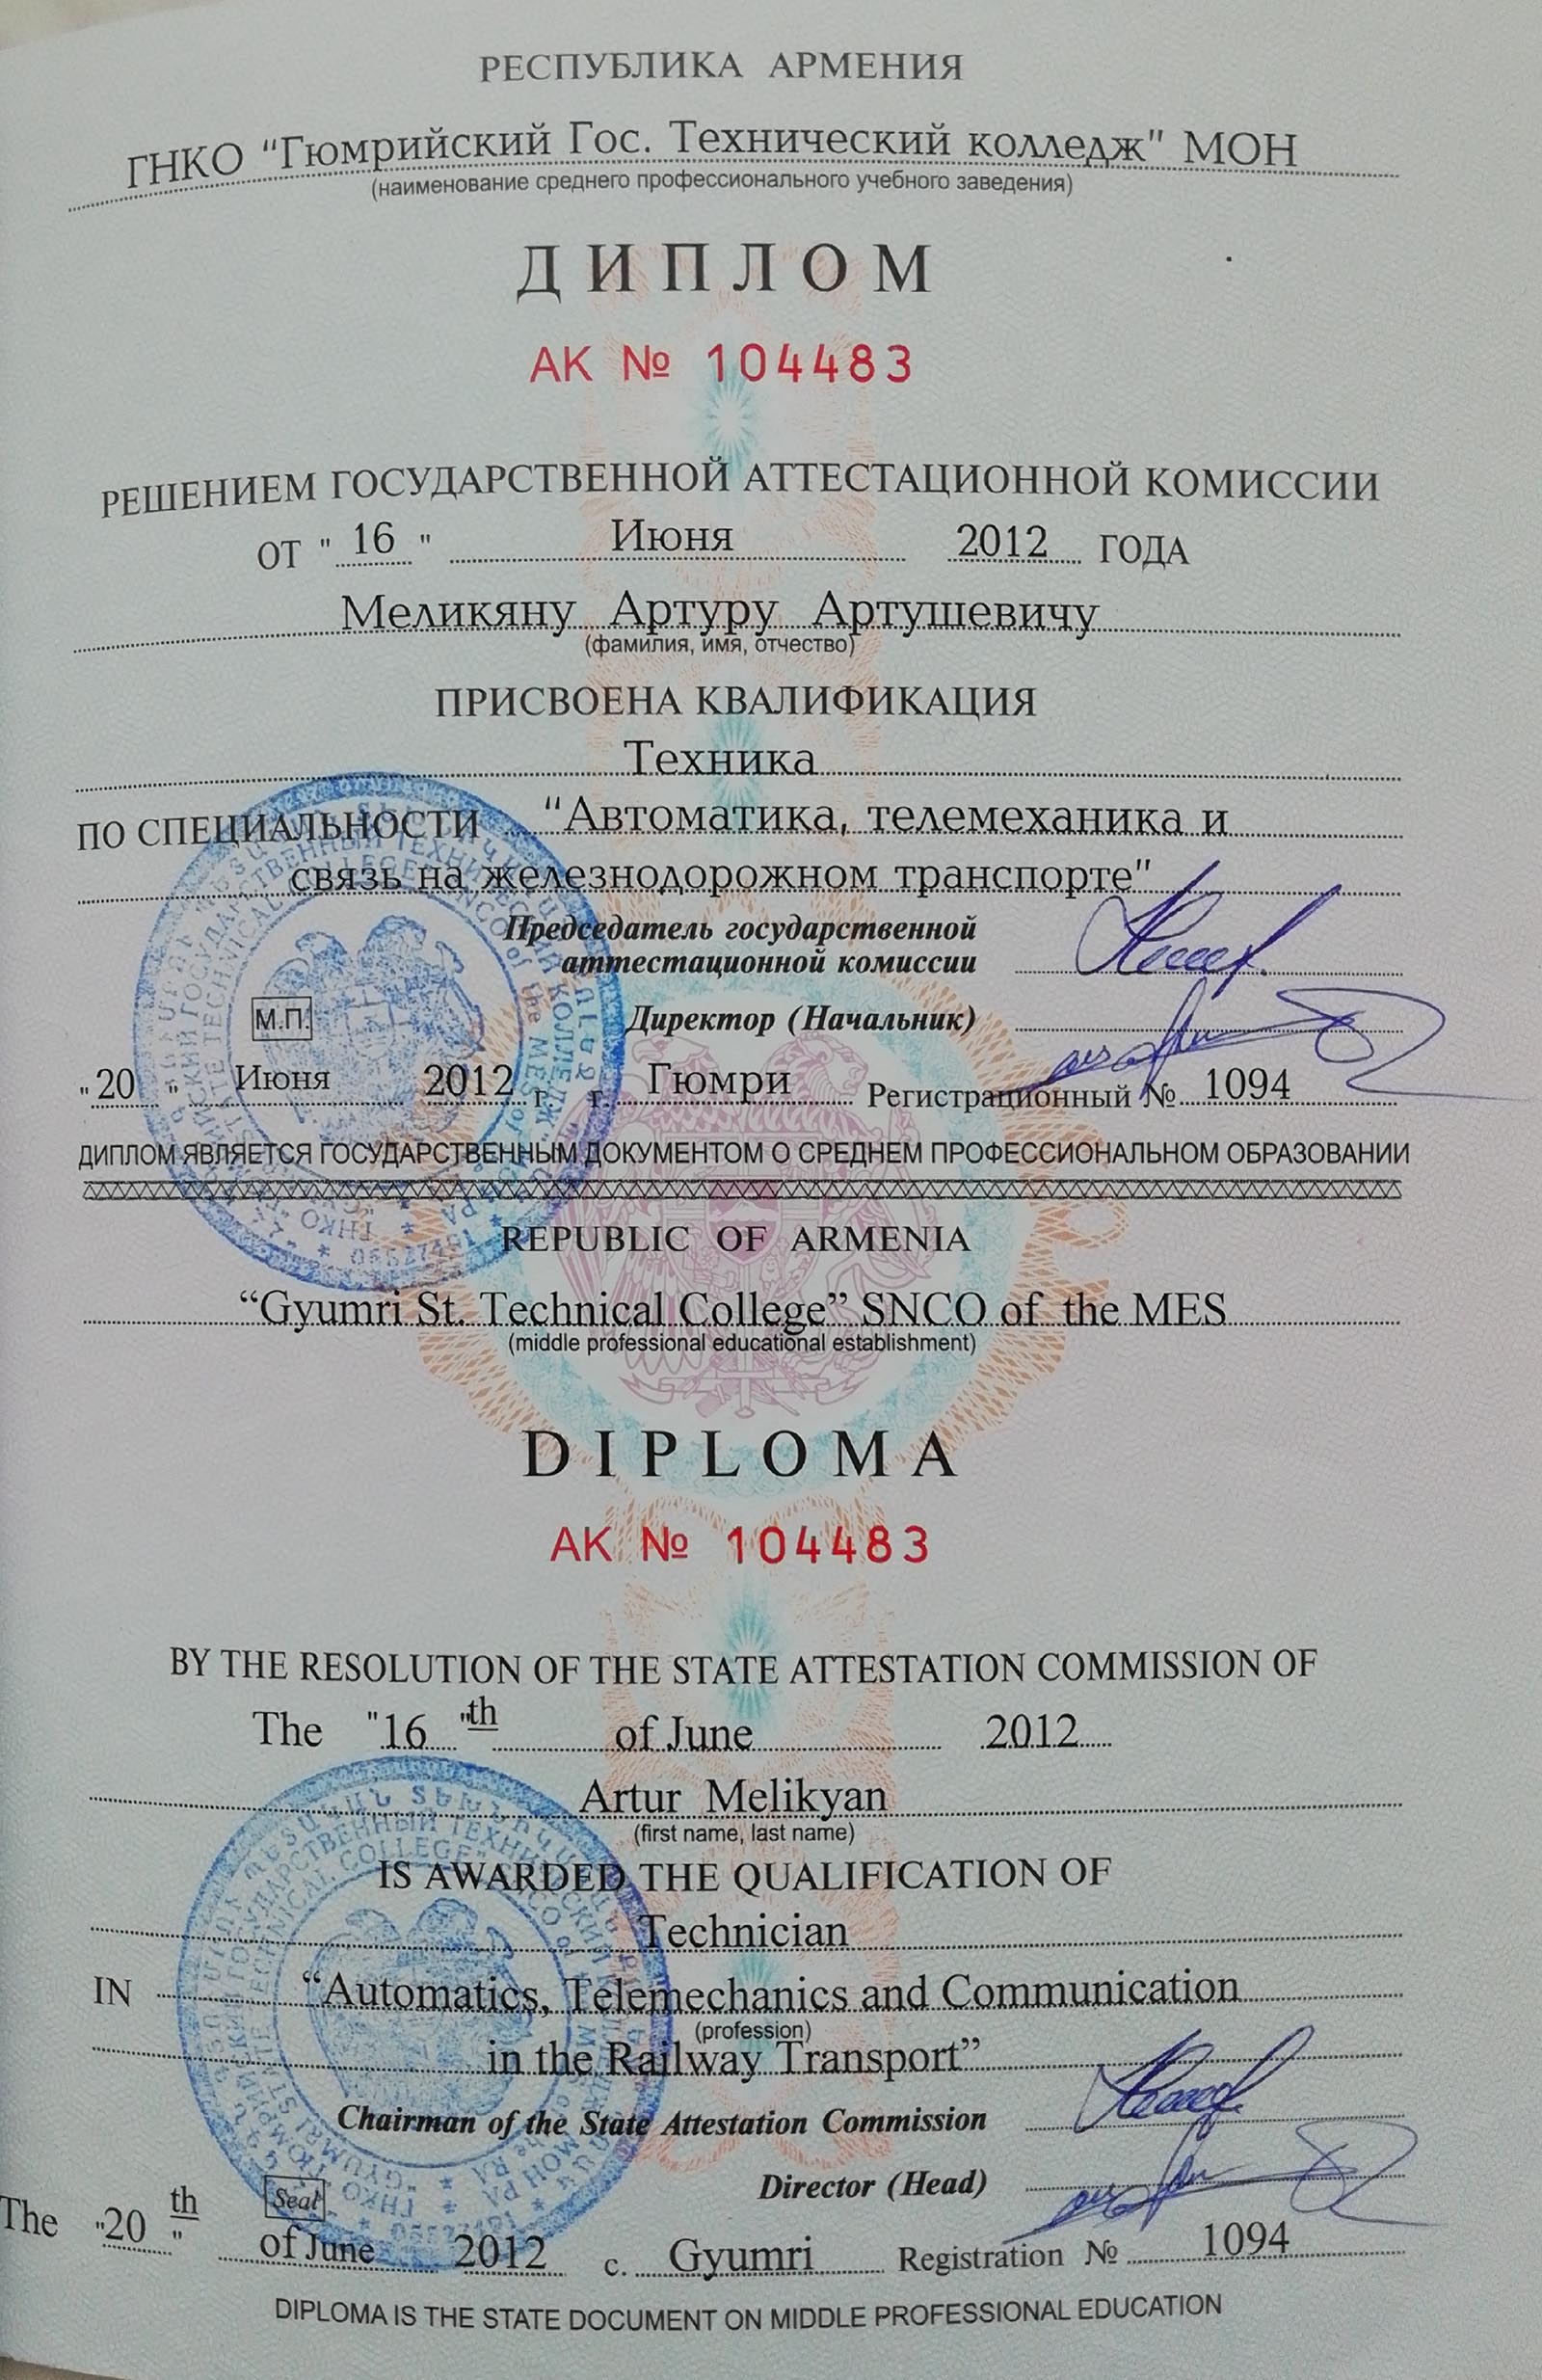 РЕСПУБЛИКА АРМЕНИЯ
ГНКО "Гюмрийский Гос. Технический колледж" МОН
(наименование среднего профессионального учебного заведения)
ДИПЛОМ
АК № 104483
РЕШЕНИЕМ ГОСУДАРСТВЕННОЙ АТТЕСТАЦИОННОЙ КОМИССИИ
ОТ " 16 " Июня 2012 ГОДА
Меликяну Артуру Артушевичу
(фамилия, имя, отчество)
ПРИСВОЕНА КВАЛИФИКАЦИЯ
Техника
ПО СПЕЦИАЛЬНОСТИ "Автоматика, телемеханика и
связь на железнодорожном транспорте"
Председатель государственной
аттестационной комиссии
М.П.
Директор (Начальник)
"20 " Июня 2012 г. г. Гюмри Регистрационный № 1094
ДИПЛОМ ЯВЛЯЕТСЯ ГОСУДАРСТВЕННЫМ ДОКУМЕНТОМ О СРЕДНЕМ ПРОФЕССИОНАЛЬНОМ ОБРАЗОВАНИИ
REPUBLIC OF ARMENIA
“Gyumri St. Technical College” SNCO of the MES
(middle professional educational establishment)
DIPLOMA
АК № 104483
BY THE RESOLUTION OF THE STATE ATTESTATION COMMISSION OF
The "16 "th of June 2012
Artur Melikyan
(first name, last name)
IS AWARDED THE QUALIFICATION OF
Technician
IN “Automatics, Telemechanics and Communication
(profession)
in the Railway Transport”
Chairman of the State Attestation Commission
Director (Head)
Seal
The "20 th " of June 2012 c. Gyumri Registration № 1094
DIPLOMA IS THE STATE DOCUMENT ON MIDDLE PROFESSIONAL EDUCATION